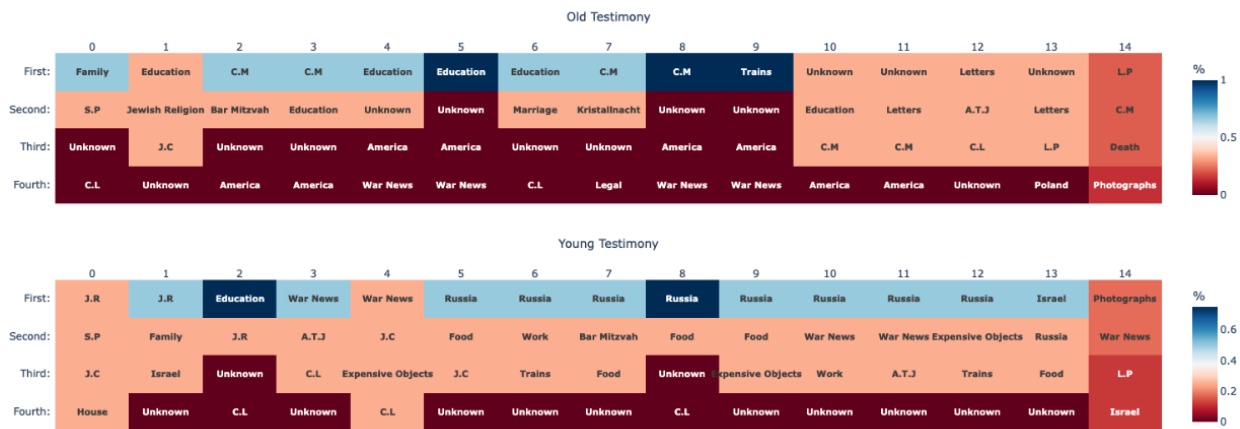 Old Testimony
0 1 2 3 4 5 6 7 8 9 10 11 12 13 14
First: Family Education C.M C.M Education Education Education C.M C.M Trains Unknown Unknown Letters Unknown L.P
Second: S.P Jewish Religion Bar Mitzvah Education Unknown Unknown Marriage Kristallnacht Unknown Unknown Education Letters A.T.J Letters C.M
Third: Unknown J.C Unknown Unknown America America Unknown Unknown America America C.M C.M C.L L.P Death
Fourth: C.L Unknown America America War News War News C.L Legal War News War News America America Unknown Poland Photographs
%
1
0.5
0
Young Testimony
0 1 2 3 4 5 6 7 8 9 10 11 12 13 14
First: J.R J.R Education War News War News Russia Russia Russia Russia Russia Russia Russia Russia Israel Photographs
Second: S.P Family J.R A.T.J J.C Food Work Bar Mitzvah Food Food War News War News Expensive Objects Russia War News
Third: J.C Israel Unknown C.L Expensive Objects J.C Trains Food Unknown Expensive Objects Work A.T.J Trains Food L.P
Fourth: House Unknown C.L Unknown C.L Unknown Unknown Unknown C.L Unknown Unknown Unknown Unknown Unknown Israel
%
0.6
0.4
0.2
0